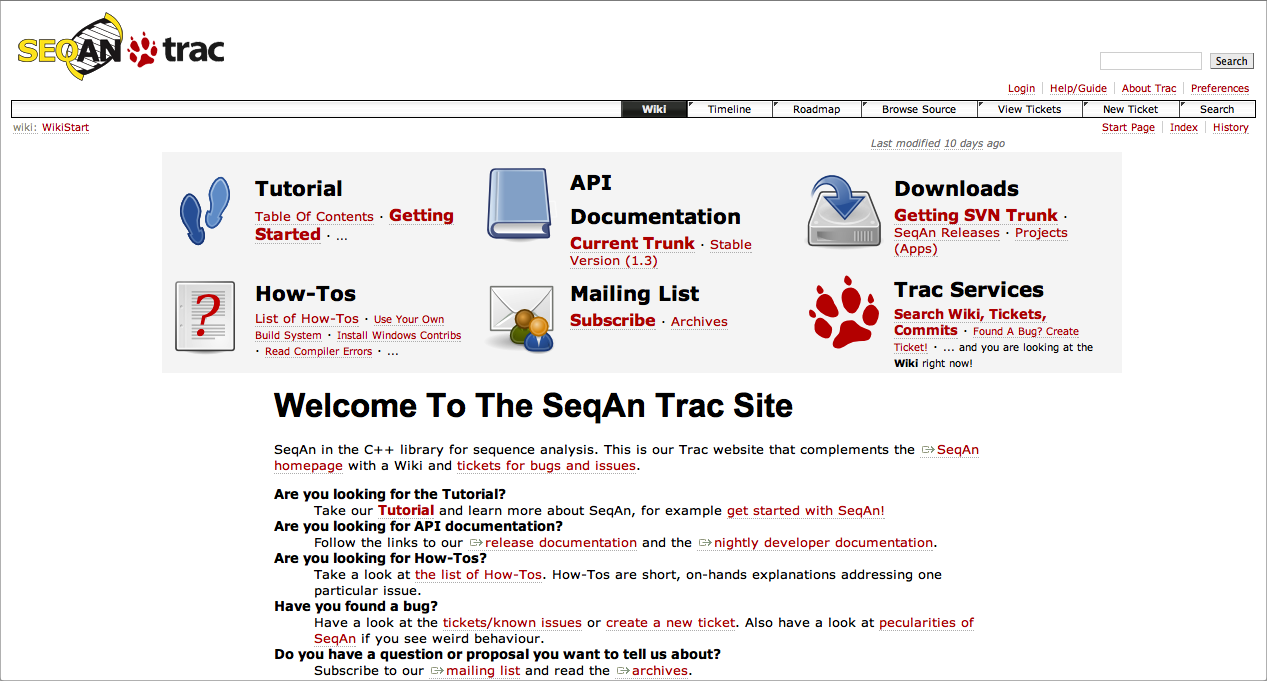 SEQAN trac
Search
Login Help/Guide About Trac Preferences
Wiki Timeline Roadmap Browse Source View Tickets New Ticket Search
wiki: WikiStart
Start Page Index History
Last modified 10 days ago
Tutorial
Table Of Contents · Getting
Started · ...
API
Documentation
Current Trunk · Stable
Version (1.3)
Downloads
Getting SVN Trunk ·
SeqAn Releases · Projects
(Apps)
?
How-Tos
List of How-Tos · Use Your Own
Build System · Install Windows Contribs
· Read Compiler Errors · ...
Mailing List
Subscribe · Archives
Trac Services
Search Wiki, Tickets,
Commits · Found A Bug? Create
Ticket! · ... and you are looking at the
Wiki right now!
Welcome To The SeqAn Trac Site
SeqAn in the C++ library for sequence analysis. This is our Trac website that complements the SeqAn
homepage with a Wiki and tickets for bugs and issues.
Are you looking for the Tutorial?
Take our Tutorial and learn more about SeqAn, for example get started with SeqAn!
Are you looking for API documentation?
Follow the links to our release documentation and the nightly developer documentation.
Are you looking for How-Tos?
Take a look at the list of How-Tos. How-Tos are short, on-hands explanations addressing one
particular issue.
Have you found a bug?
Have a look at the tickets/known issues or create a new ticket. Also have a look at pecularities of
SeqAn if you see weird behaviour.
Do you have a question or proposal you want to tell us about?
Subscribe to our mailing list and read the archives.